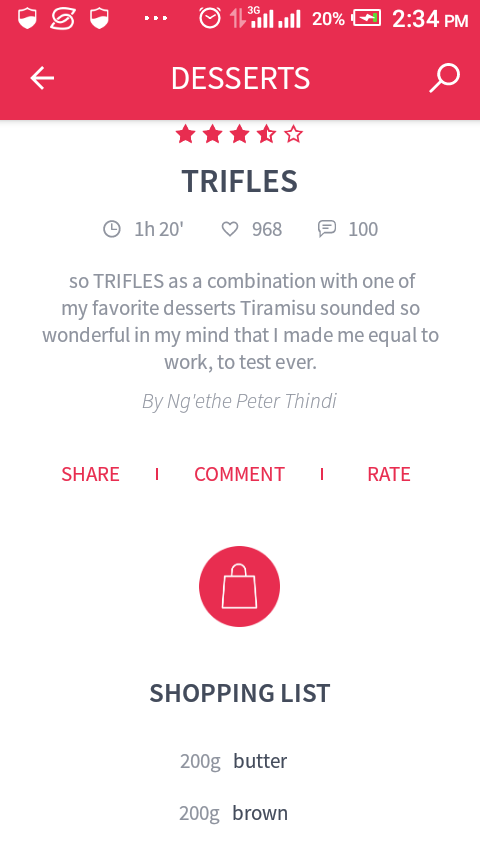 3G 20% 2:34 PM
DESSERTS
TRIFLES
1h 20' 968 100
so TRIFLES as a combination with one of
my favorite desserts Tiramisu sounded so
wonderful in my mind that I made me equal to
work, to test ever.
By Ng'ethe Peter Thindi
SHARE COMMENT RATE
SHOPPING LIST
200g butter
200g brown